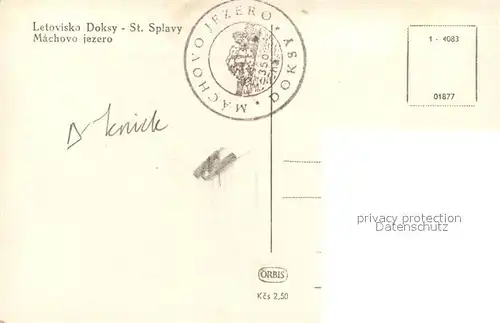 Letovisko Doksy - St. Splavy
Máchovo jezero
MÁCHOVO JEZERO • DOKSY •
1 - 4083
01877
privacy protection
Datenschutz
ORBIS
Kčs 2,50